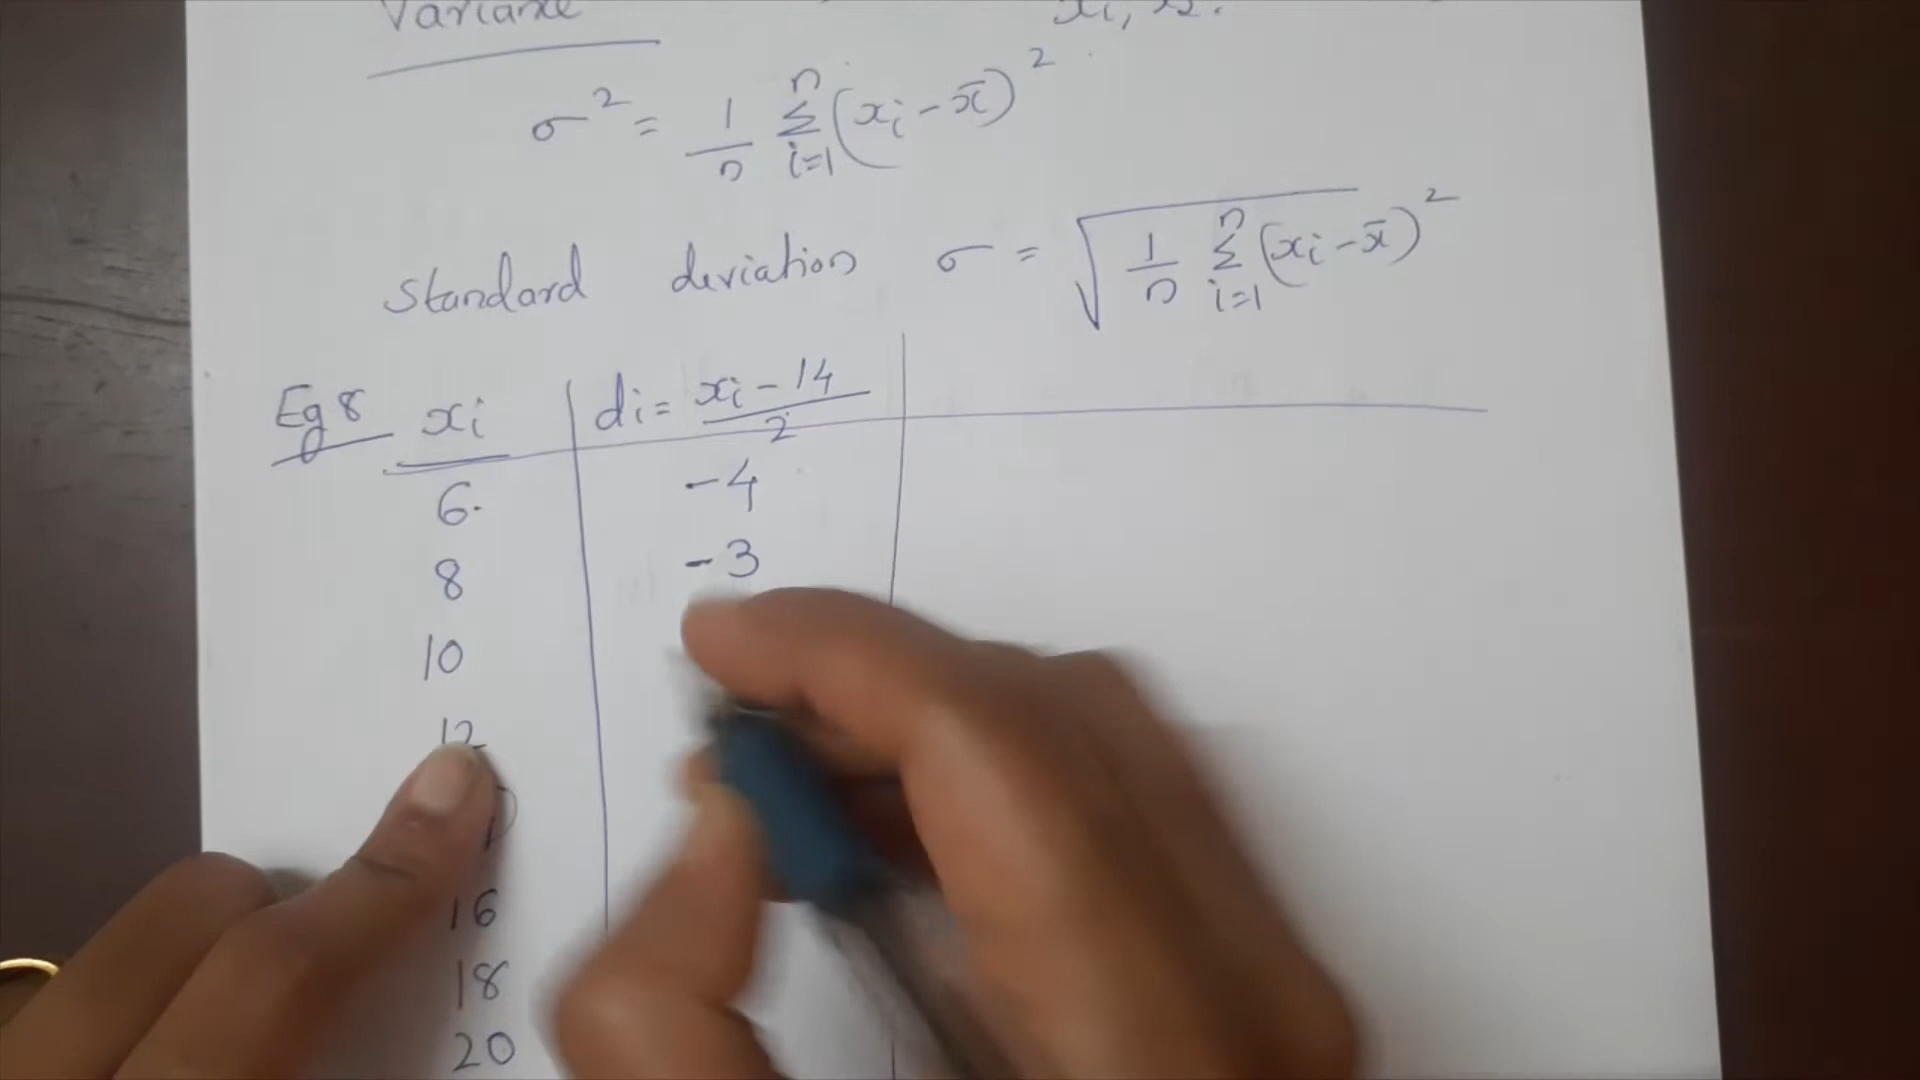 Variance
σ² = 1/n Σ_{i=1}^{n} (xi - x̄)²
Standard deviation σ = √(1/n Σ_{i=1}^{n} (xi - x̄)²)
Eg 8 xi di = (xi - 14)/2
6 -4
8 -3
10
12
16
18
20